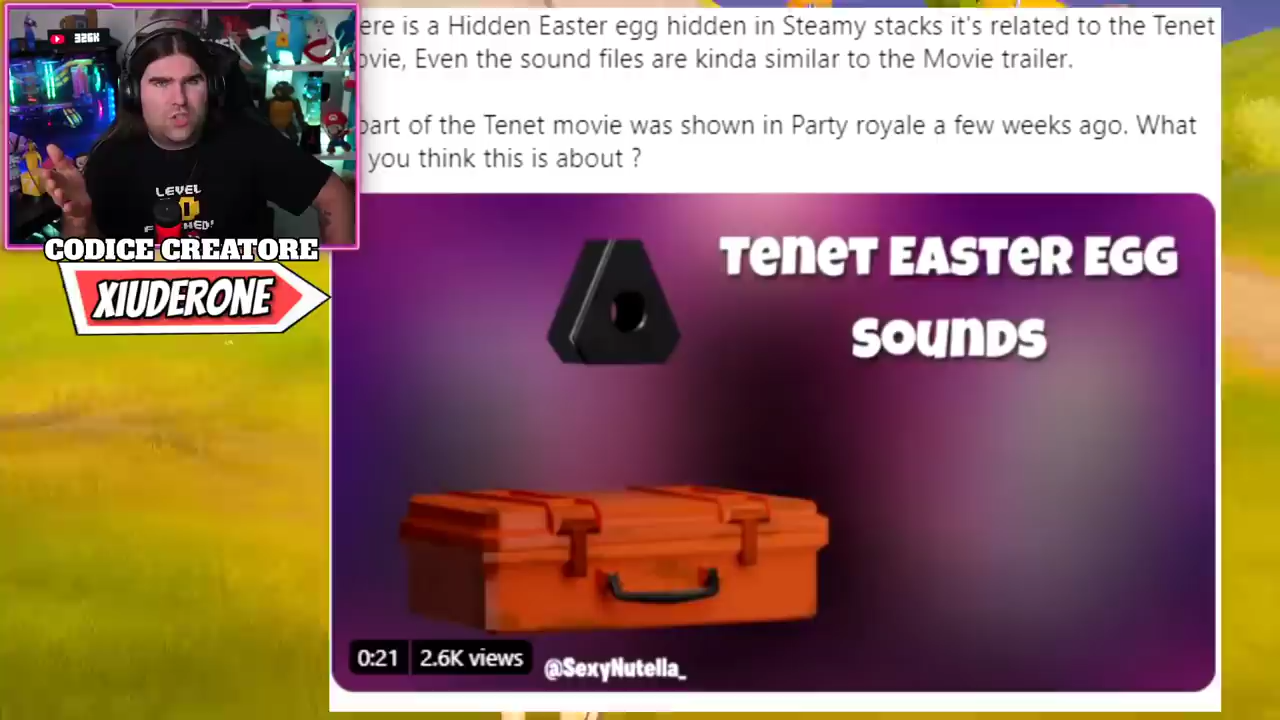 326K
ere is a Hidden Easter egg hidden in Steamy stacks it's related to the Tenet
ovie, Even the sound files are kinda similar to the Movie trailer.
part of the Tenet movie was shown in Party royale a few weeks ago. What
you think this is about ?
LEVEL
CODICE CREATORE
XIUDERONE
Tenet Easter Egg
Sounds
0:21 2.6K views
@SexyNutella_